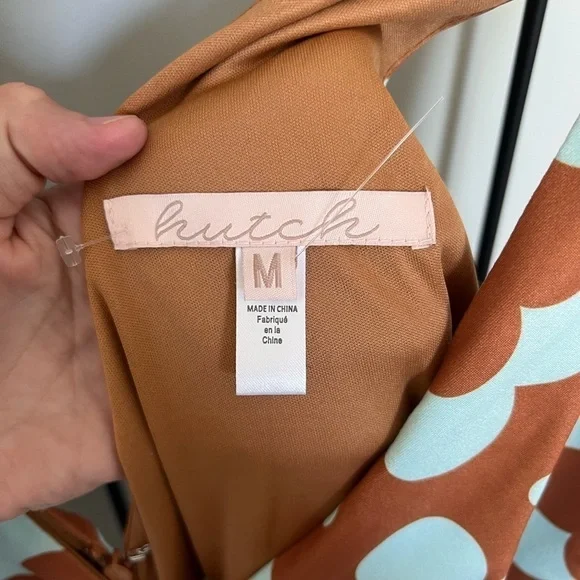 hutch
M
MADE IN CHINA
Fabriqué
en la
Chine